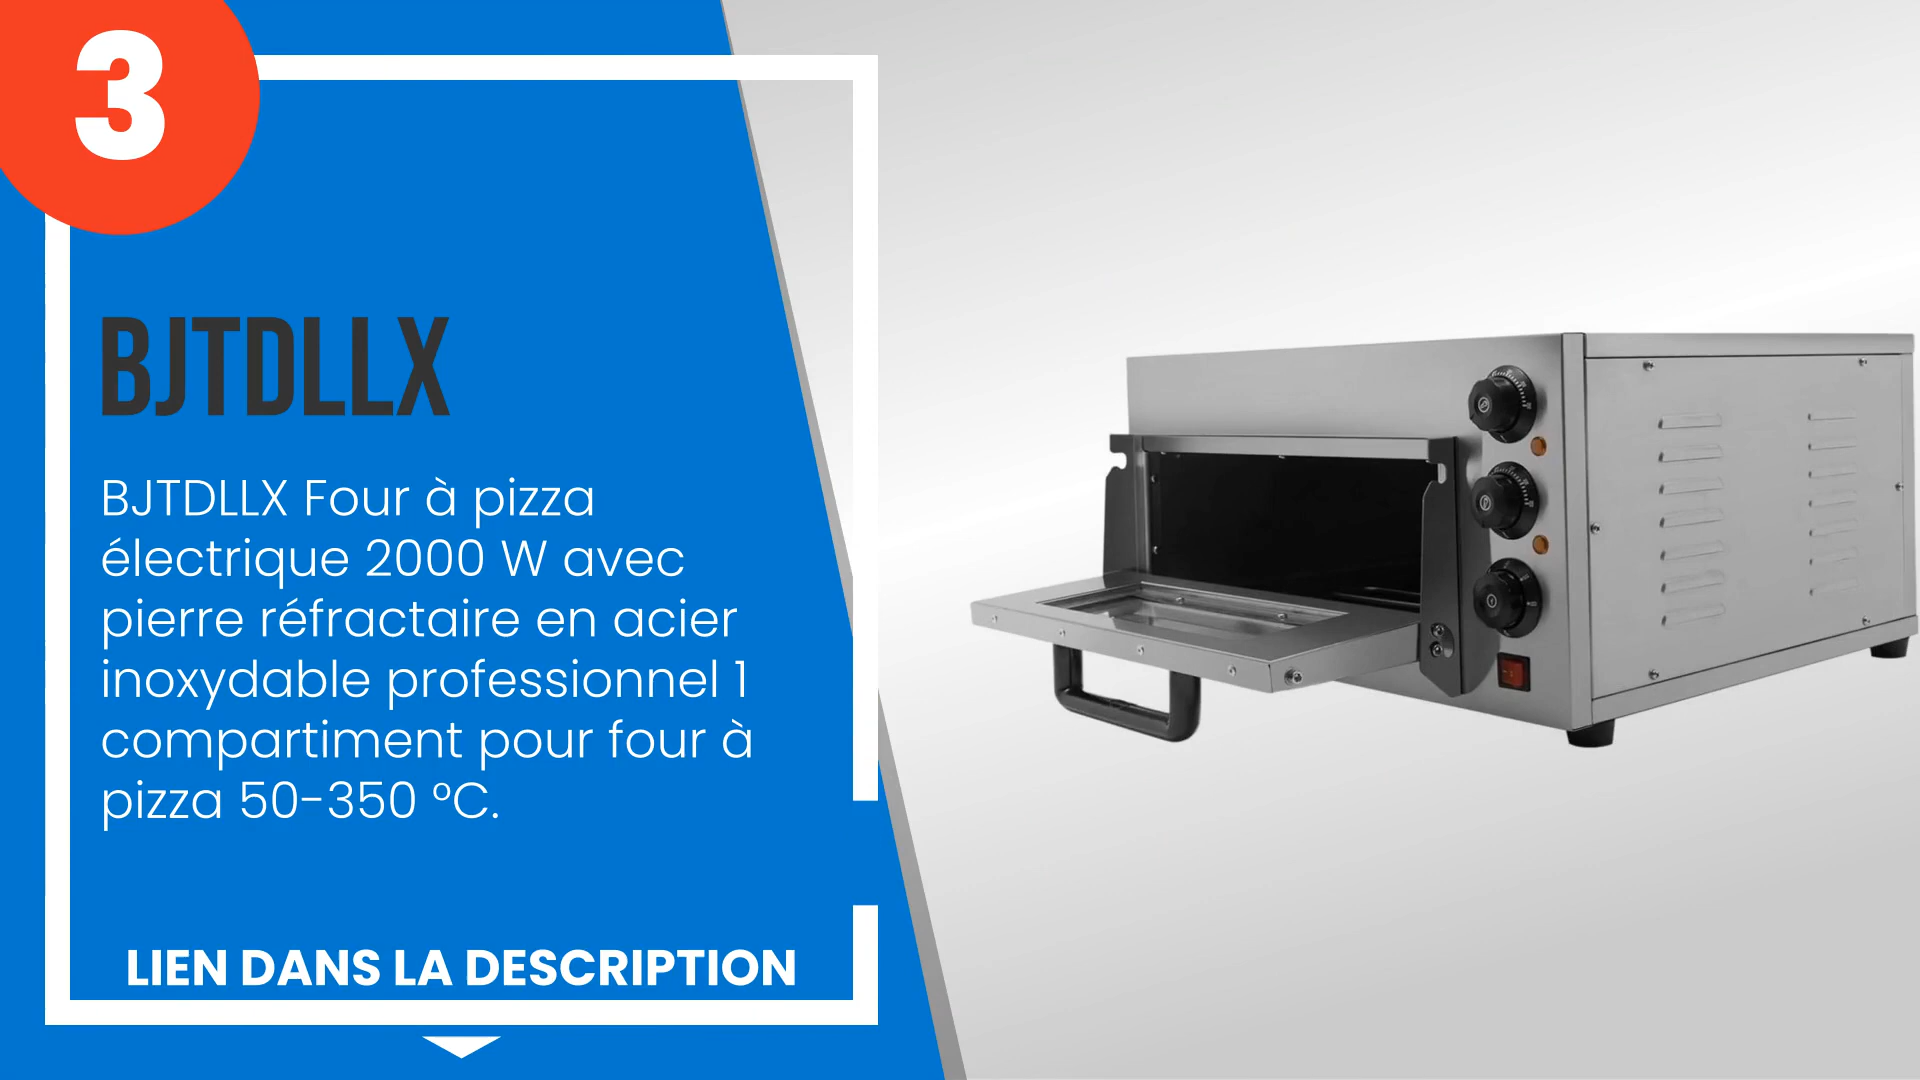 3
BJTDLLX
BJTDLLX Four à pizza
électrique 2000 W avec
pierre réfractaire en acier
inoxydable professionnel 1
compartiment pour four à
pizza 50-350 °C.
LIEN DANS LA DESCRIPTION